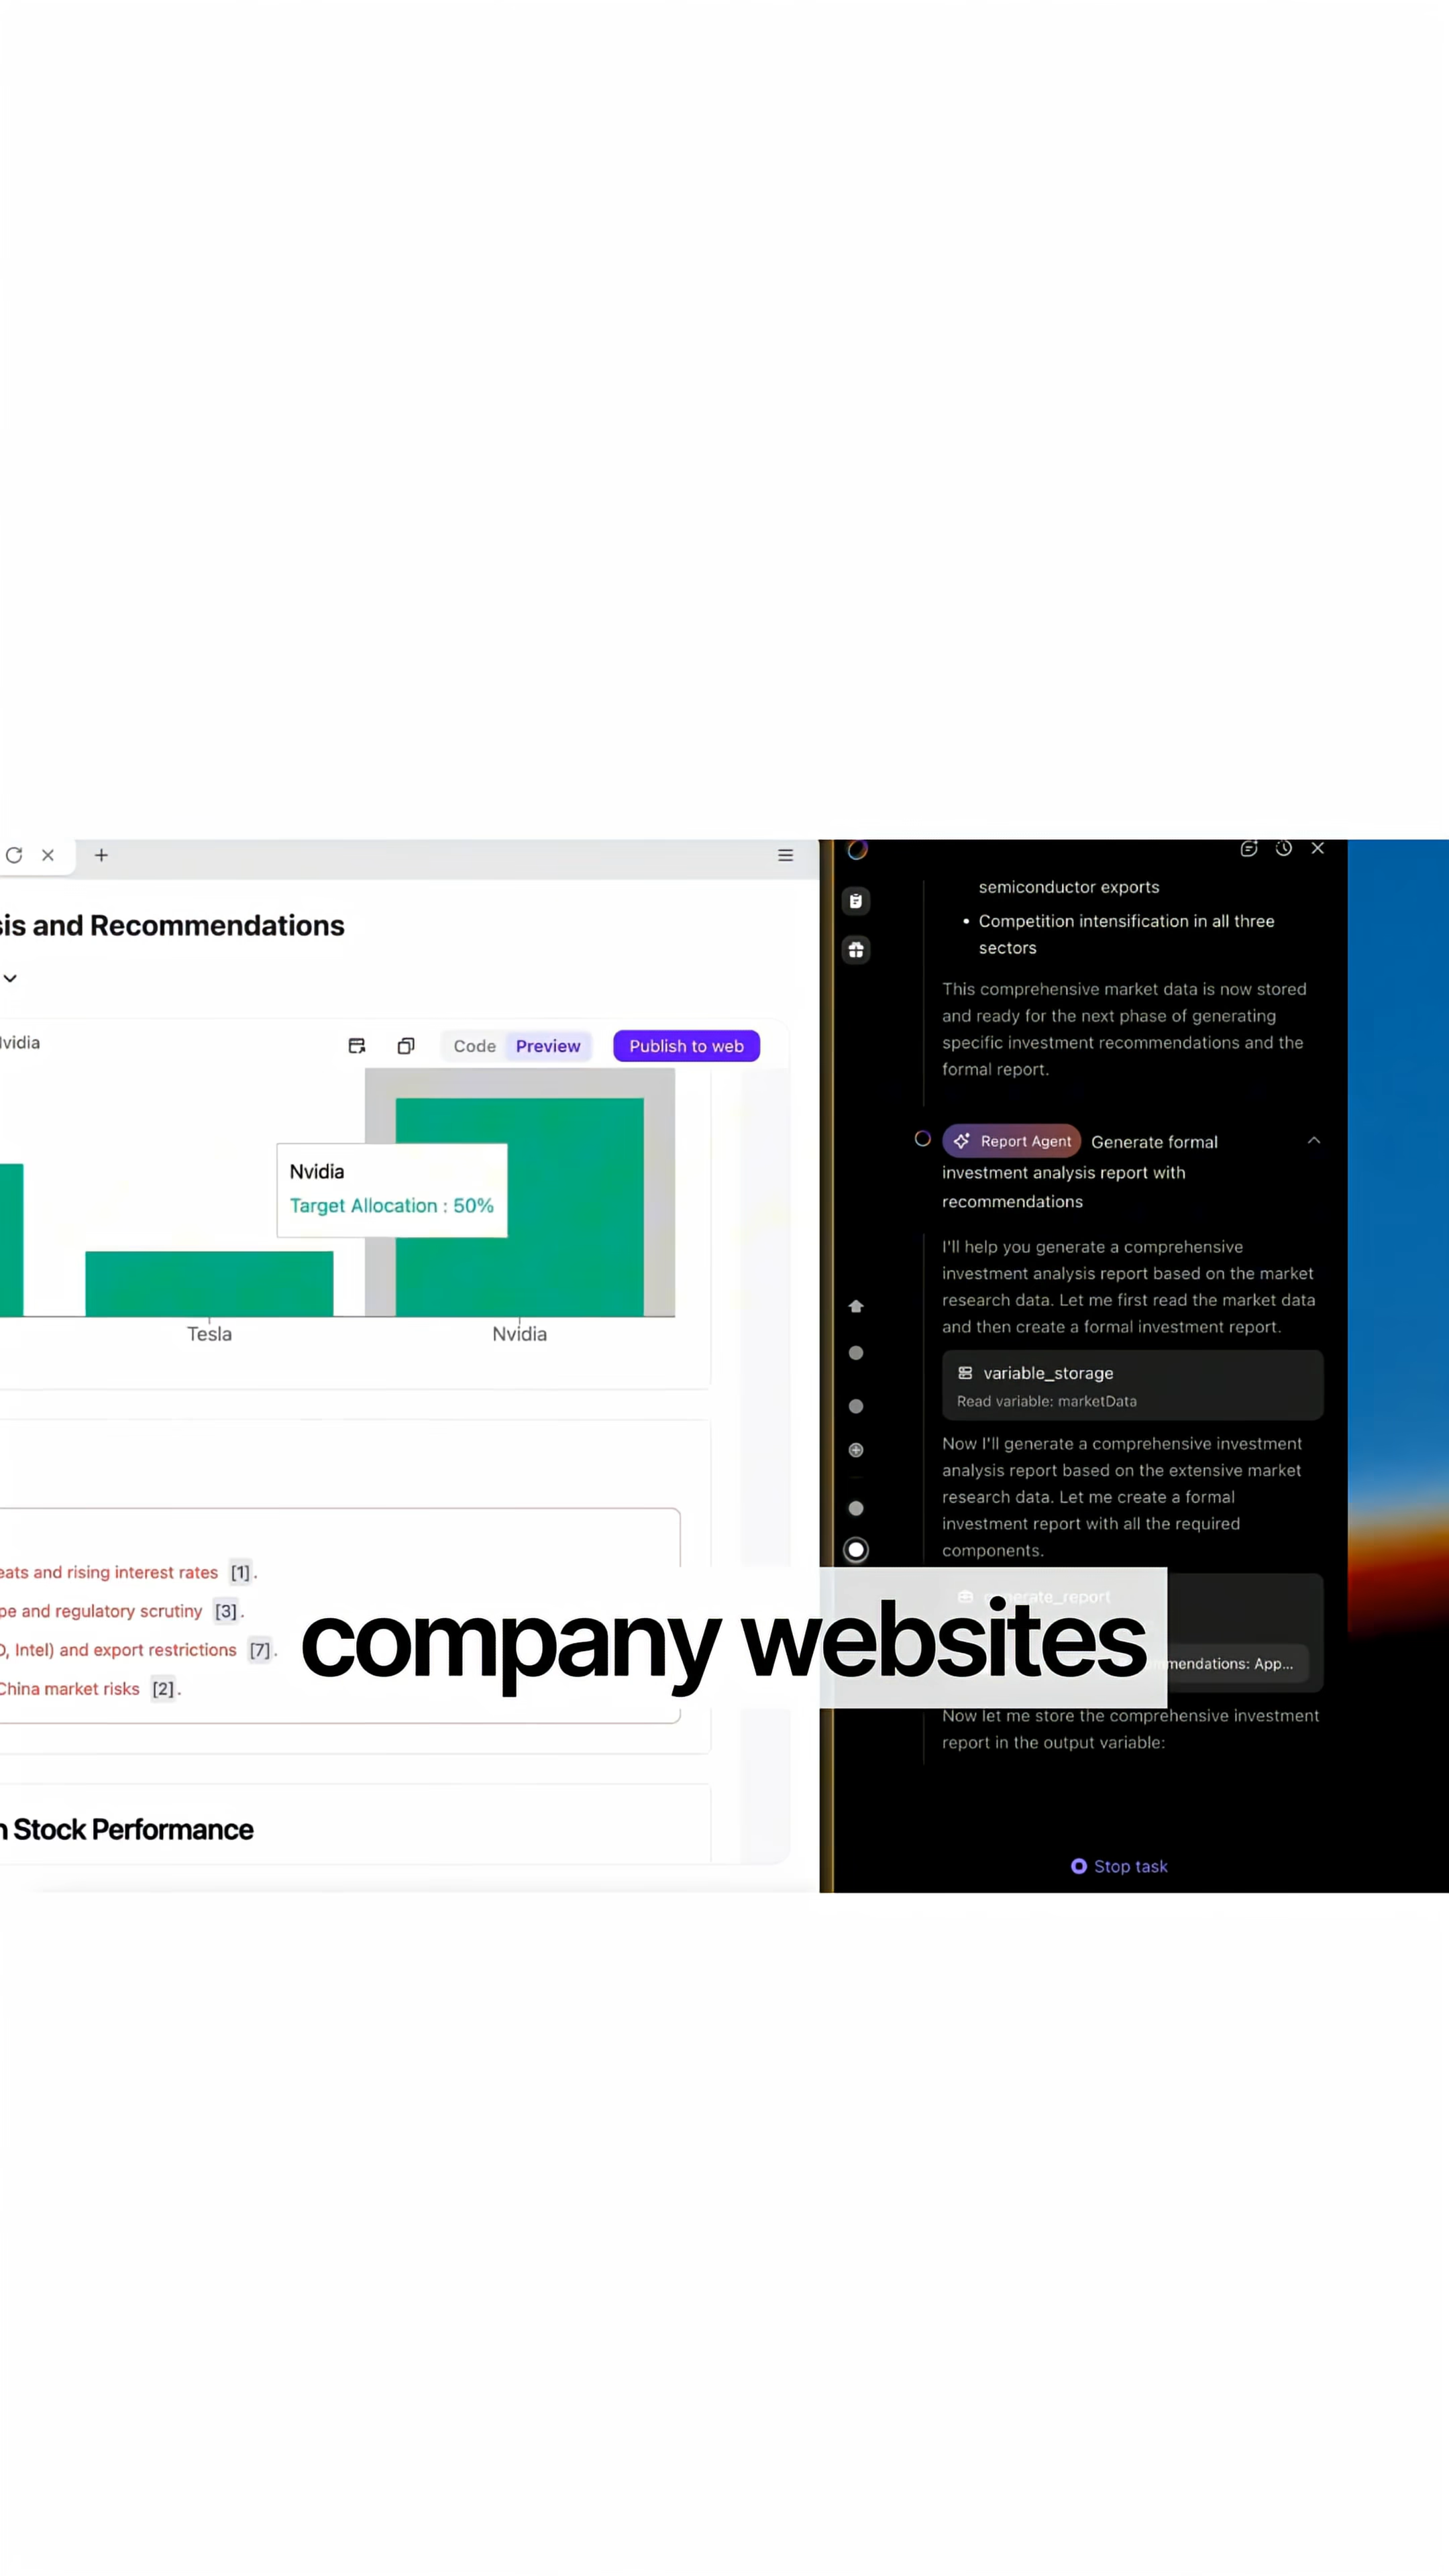 and Recommendations
Code
Preview
Publish to web
Nvidia
Target Allocation : 50%
Tesla
Nvidia
and rising interest rates [1].
and regulatory scrutiny [3].
Intel) and export restrictions [7].
China market risks [2].
Stock Performance
semiconductor exports
• Competition intensification in all three
sectors
This comprehensive market data is now stored
and ready for the next phase of generating
specific investment recommendations and the
formal report.
Report Agent Generate formal
investment analysis report with
recommendations
I'll help you generate a comprehensive
investment analysis report based on the market
research data. Let me first read the market data
and then create a formal investment report.
variable_storage
Read variable: marketData
Now I'll generate a comprehensive investment
analysis report based on the extensive market
research data. Let me create a formal
investment report with all the required
components.
generate_report
App...
company websites
Now let me store the comprehensive investment
report in the output variable:
Stop task